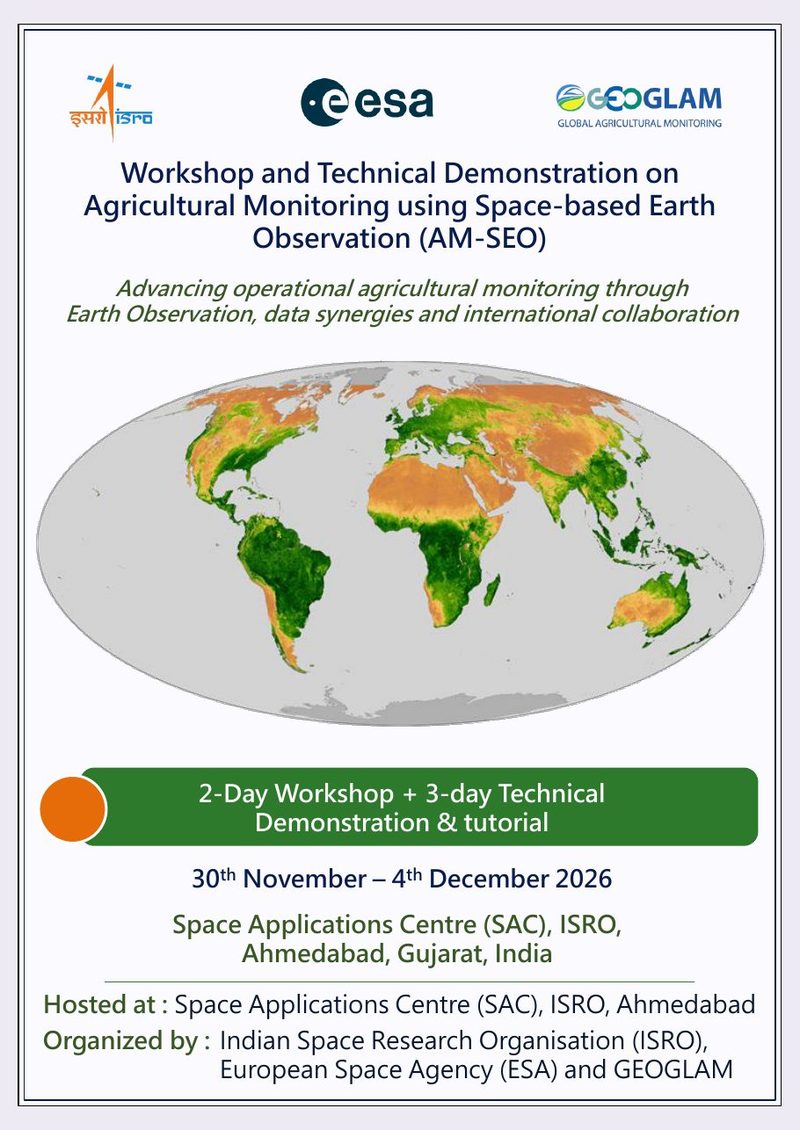 इसरो isro
esa
GEOGLAM
GLOBAL AGRICULTURAL MONITORING
Workshop and Technical Demonstration on
Agricultural Monitoring using Space-based Earth
Observation (AM-SEO)
Advancing operational agricultural monitoring through
Earth Observation, data synergies and international collaboration
2-Day Workshop + 3-day Technical
Demonstration & tutorial
30th November – 4th December 2026
Space Applications Centre (SAC), ISRO,
Ahmedabad, Gujarat, India
Hosted at : Space Applications Centre (SAC), ISRO, Ahmedabad
Organized by : Indian Space Research Organisation (ISRO),
European Space Agency (ESA) and GEOGLAM